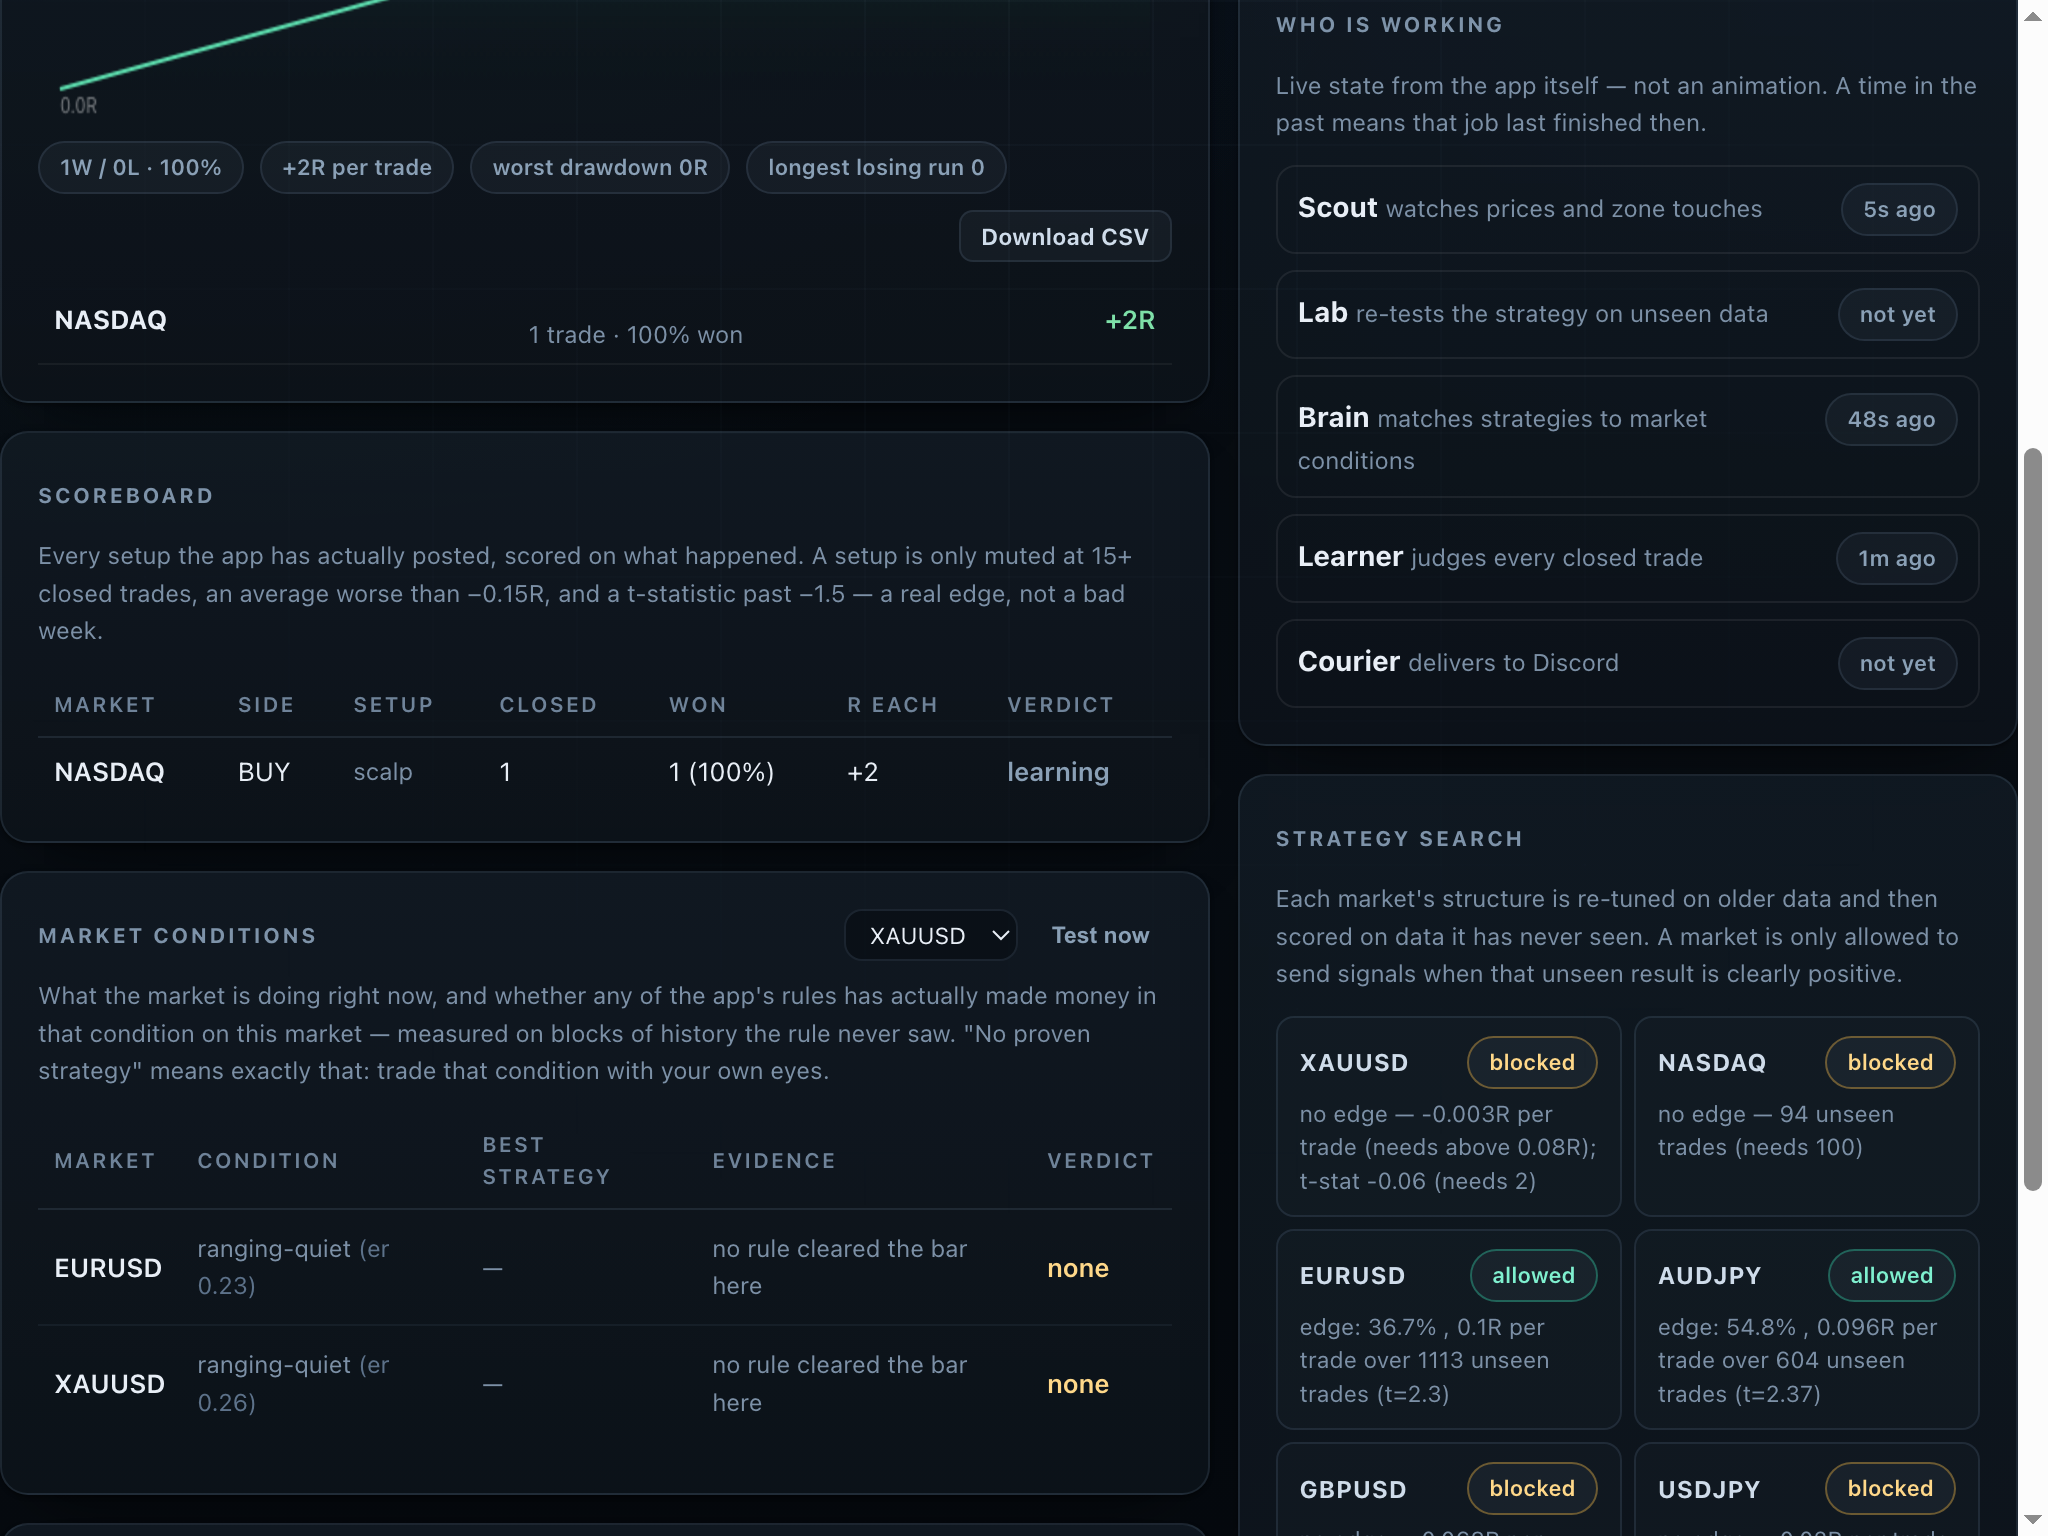 0.0R
1W / 0L · 100%
+2R per trade
worst drawdown 0R
longest losing run 0
Download CSV
NASDAQ
1 trade · 100% won
+2R
SCOREBOARD
Every setup the app has actually posted, scored on what happened. A setup is only muted at 15+
closed trades, an average worse than −0.15R, and a t-statistic past −1.5 — a real edge, not a bad
week.
MARKET SIDE SETUP CLOSED WON R EACH VERDICT
NASDAQ BUY scalp 1 1 (100%) +2 learning
MARKET CONDITIONS
XAUUSD
Test now
What the market is doing right now, and whether any of the app's rules has actually made money in
that condition on this market — measured on blocks of history the rule never saw. "No proven
strategy" means exactly that: trade that condition with your own eyes.
MARKET CONDITION BEST STRATEGY EVIDENCE VERDICT
EURUSD
ranging-quiet (er
0.23)
—
no rule cleared the bar
here
none
XAUUSD
ranging-quiet (er
0.26)
—
no rule cleared the bar
here
none
WHO IS WORKING
Live state from the app itself — not an animation. A time in the
past means that job last finished then.
Scout watches prices and zone touches
5s ago
Lab re-tests the strategy on unseen data
not yet
Brain matches strategies to market
conditions
48s ago
Learner judges every closed trade
1m ago
Courier delivers to Discord
not yet
STRATEGY SEARCH
Each market's structure is re-tuned on older data and then
scored on data it has never seen. A market is only allowed to
send signals when that unseen result is clearly positive.
XAUUSD
blocked
no edge — -0.003R per
trade (needs above 0.08R);
t-stat -0.06 (needs 2)
NASDAQ
blocked
no edge — 94 unseen
trades (needs 100)
EURUSD
allowed
edge: 36.7% , 0.1R per
trade over 1113 unseen
trades (t=2.3)
AUDJPY
allowed
edge: 54.8% , 0.096R per
trade over 604 unseen
trades (t=2.37)
GBPUSD
blocked
USDJPY
blocked